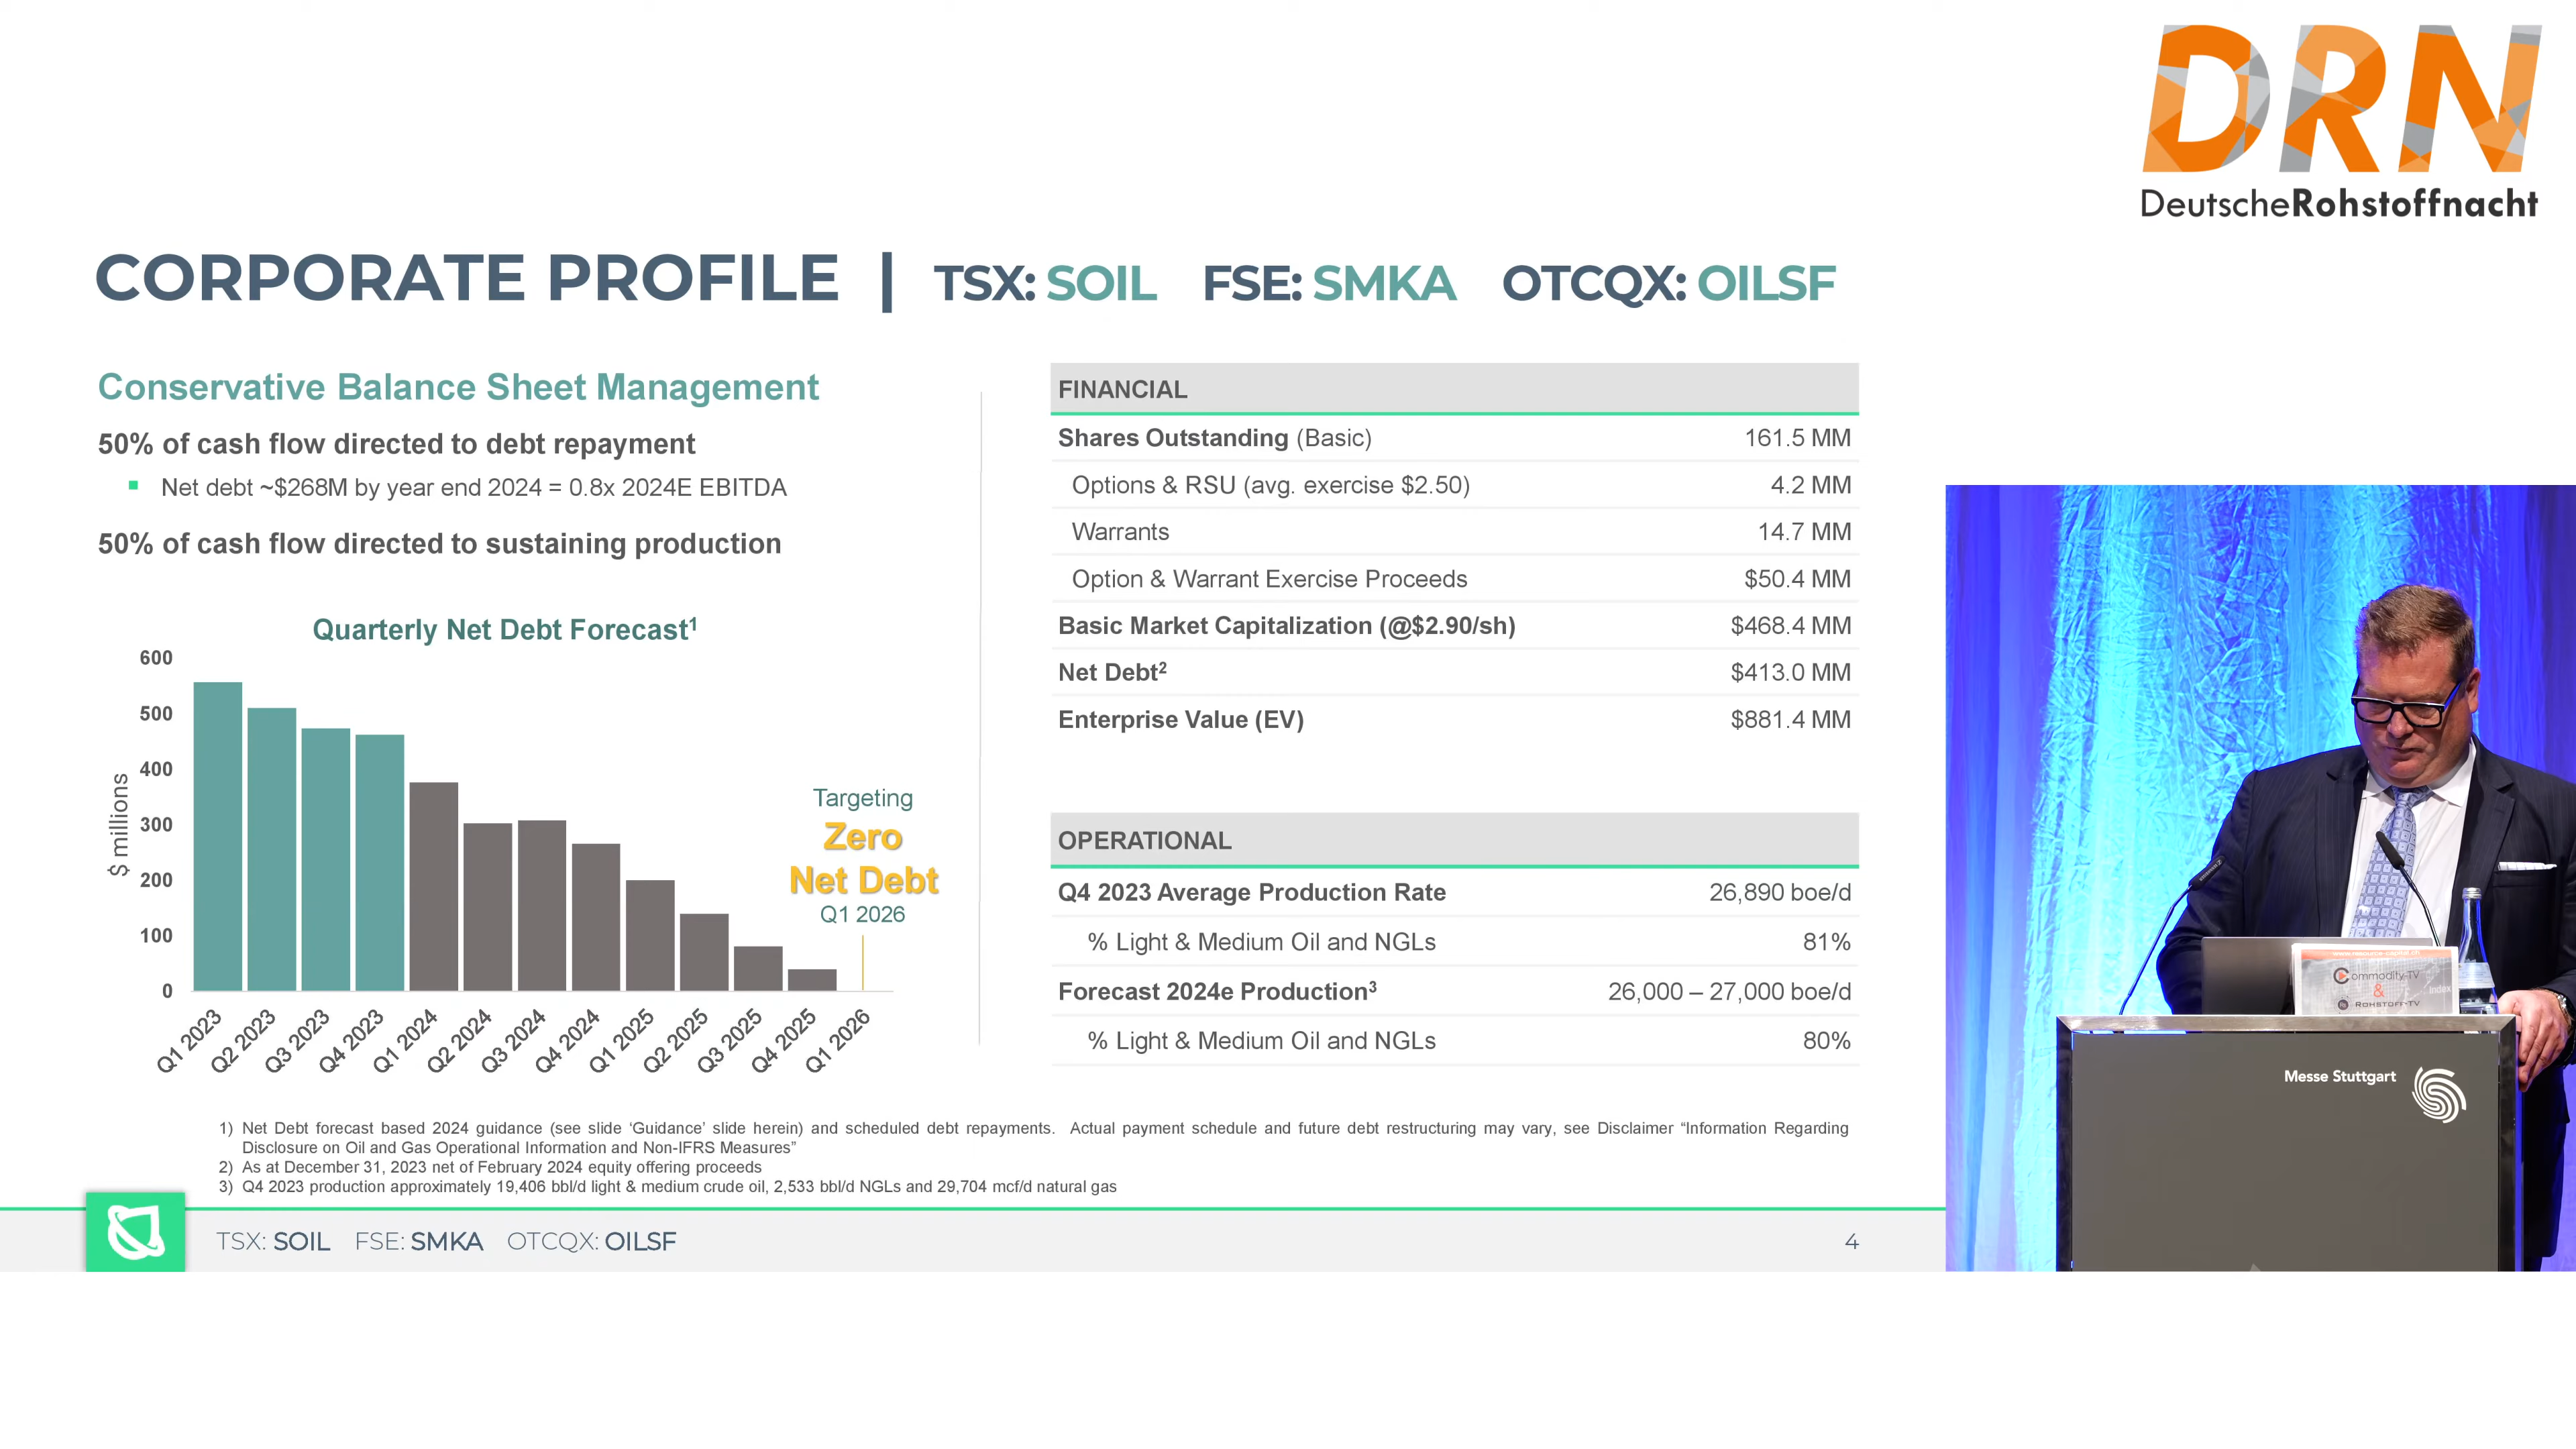 DRN
DeutscheRohstoffnacht
CORPORATE PROFILE | TSX: SOIL FSE: SMKA OTCQX: OILSF
Conservative Balance Sheet Management
50% of cash flow directed to debt repayment
▪ Net debt ~$268M by year end 2024 = 0.8x 2024E EBITDA
50% of cash flow directed to sustaining production
Quarterly Net Debt Forecast¹
$ millions
600
500
400
300
200
100
0
Q1 2023
Q2 2023
Q3 2023
Q4 2023
Q1 2024
Q2 2024
Q3 2024
Q4 2024
Q1 2025
Q2 2025
Q3 2025
Q4 2025
Q1 2026
Targeting
Zero
Net Debt
Q1 2026
FINANCIAL
Shares Outstanding (Basic) 161.5 MM
Options & RSU (avg. exercise $2.50) 4.2 MM
Warrants 14.7 MM
Option & Warrant Exercise Proceeds $50.4 MM
Basic Market Capitalization (@$2.90/sh) $468.4 MM
Net Debt² $413.0 MM
Enterprise Value (EV) $881.4 MM
OPERATIONAL
Q4 2023 Average Production Rate 26,890 boe/d
% Light & Medium Oil and NGLs 81%
Forecast 2024e Production³ 26,000 – 27,000 boe/d
% Light & Medium Oil and NGLs 80%
1) Net Debt forecast based 2024 guidance (see slide ‘Guidance’ slide herein) and scheduled debt repayments. Actual payment schedule and future debt restructuring may vary, see Disclaimer “Information Regarding
Disclosure on Oil and Gas Operational Information and Non-IFRS Measures”
2) As at December 31, 2023 net of February 2024 equity offering proceeds
3) Q4 2023 production approximately 19,406 bbl/d light & medium crude oil, 2,533 bbl/d NGLs and 29,704 mcf/d natural gas
TSX: SOIL FSE: SMKA OTCQX: OILSF
4
Commodity-TV
&
ROHSTOFF-TV
Messe Stuttgart